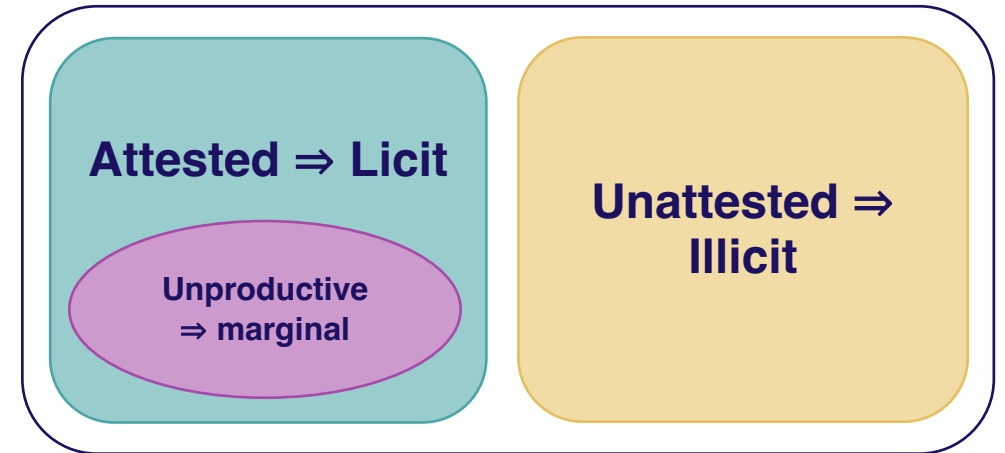 Attested ⇒ Licit
Unproductive
⇒ marginal
Unattested ⇒
Illicit